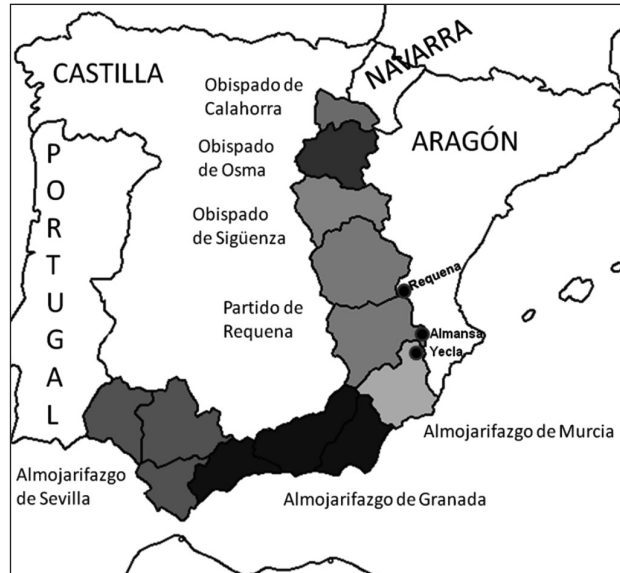 CASTILLA
NAVARRA
Obispado de
Calahorra
ARAGÓN
Obispado
de Osma
PORTUGAL
Obispado
de Sigüenza
Requena
Partido de
Requena
Almansa
Yecla
Almojarifazgo de Murcia
Almojarifazgo
de Sevilla
Almojarifazgo de Granada